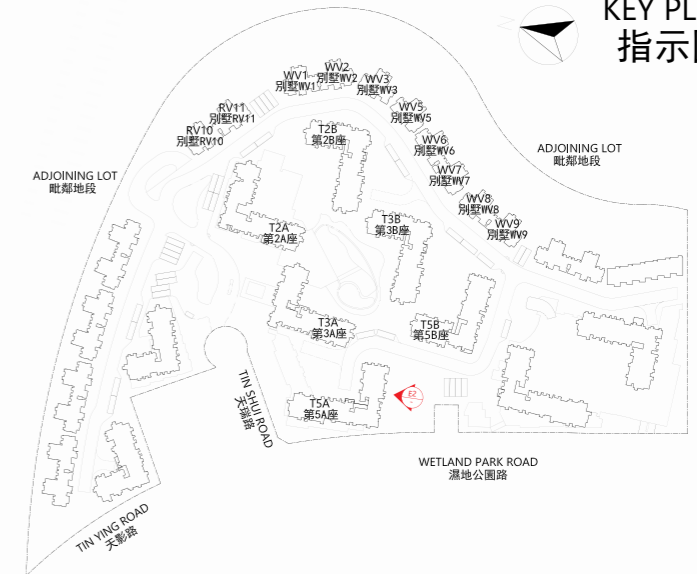 KEY PL
指示
WV1
別墅WV1
WV2
別墅WV2
WV3
別墅WV3
RV11
別墅RV11
RV10
別墅RV10
WV5
別墅WV5
T2B
第2B座
WV6
別墅WV6
ADJOINING LOT
毗鄰地段
WV7
別墅WV7
ADJOINING LOT
毗鄰地段
WV8
別墅WV8
T3B
第3B座
T2A
第2A座
WV9
別墅WV9
T3A
第3A座
T5B
第5B座
TIN SHUI ROAD
天瑞路
T5A
第5A座
E2
WETLAND PARK ROAD
濕地公園路
TIN YING ROAD
天影路